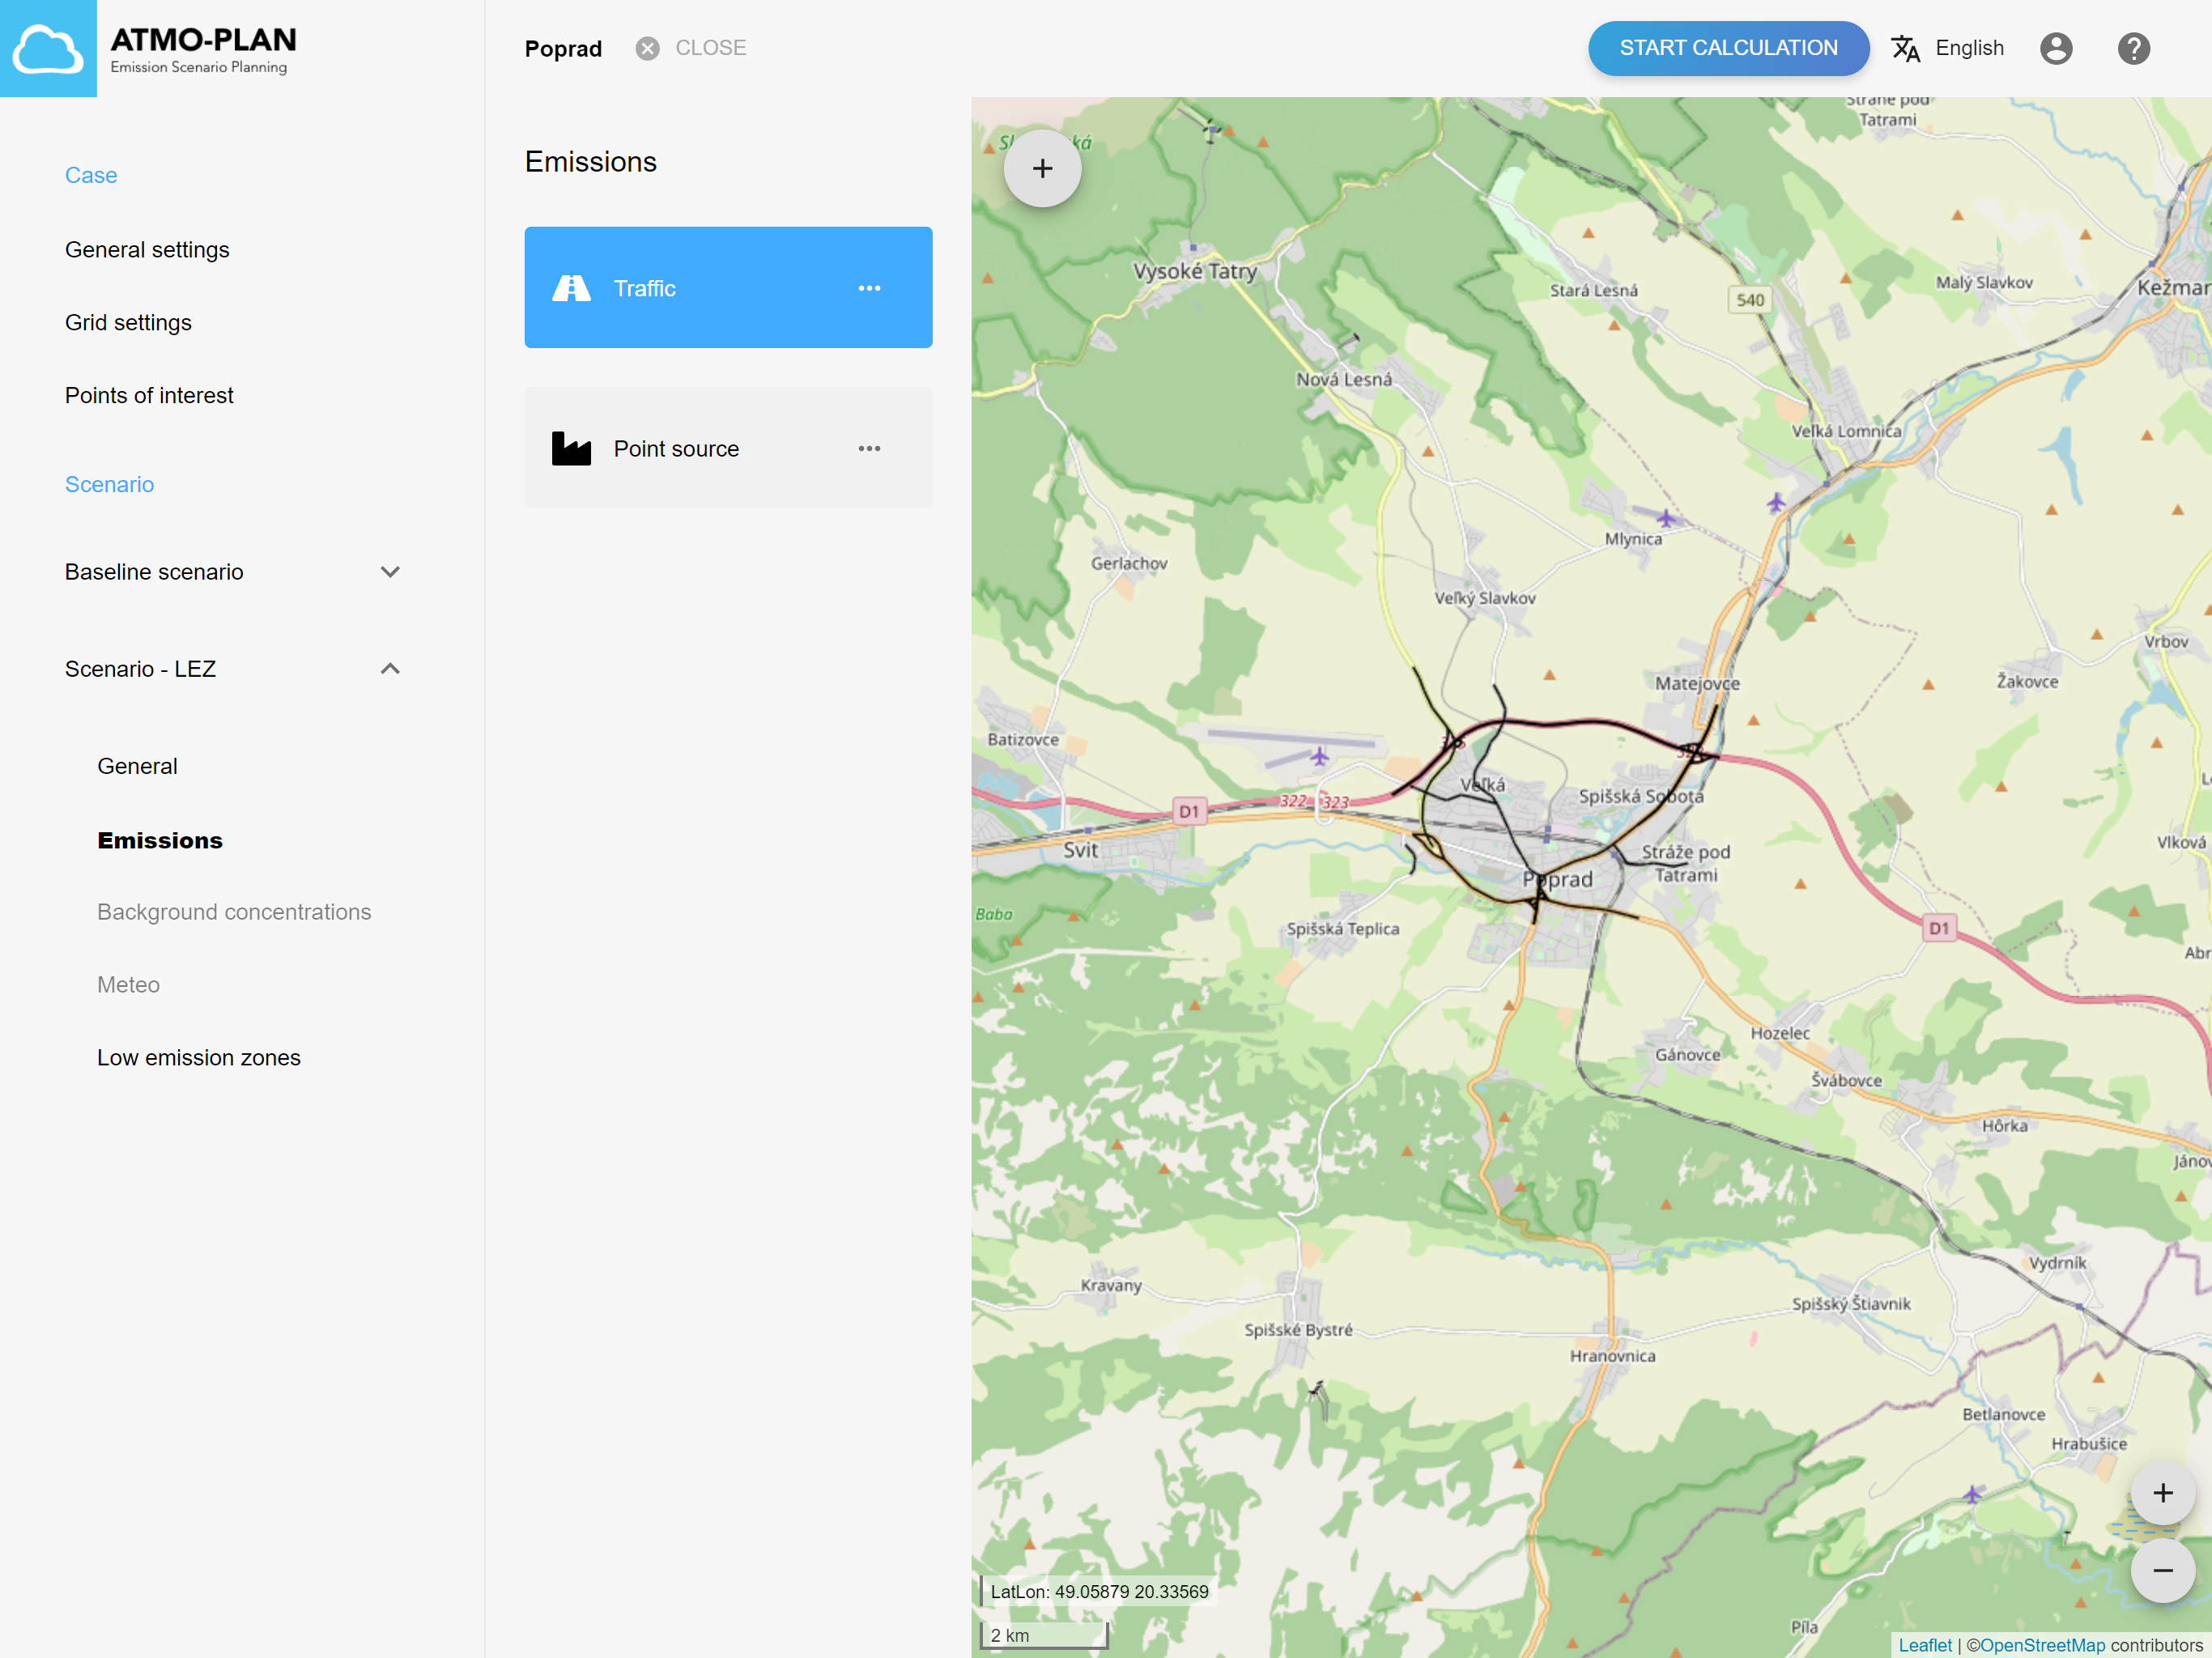 ATMO-PLAN
Emission Scenario Planning
Poprad
CLOSE
START CALCULATION
English
Case
General settings
Grid settings
Points of interest
Scenario
Baseline scenario
Scenario - LEZ
General
Emissions
Background concentrations
Meteo
Low emission zones
Emissions
Traffic
Point source
Stráže pod
Tatrami
Vysoké Tatry
Stará Lesná
540
Malý Slavkov
Kežmar
Nová Lesná
Veľká Lomnica
Mlynica
Gerlachov
Veľký Slavkov
Vrbov
Matejovce
Žakovce
Batizovce
Veľká
Spišská Sobota
D1
322
323
Svit
Stráže pod
Tatrami
Vlková
Poprad
Baba
Spišská Teplica
D1
Abr
Hozelec
Gánovce
Švábovce
Hôrka
Jánov
Kravany
Vydrník
Spišský Štiavnik
Spišské Bystré
Hranovnica
Betlanovce
Hrabušice
Píla
LatLon: 49.05879 20.33569
2 km
Leaflet | ©OpenStreetMap contributors